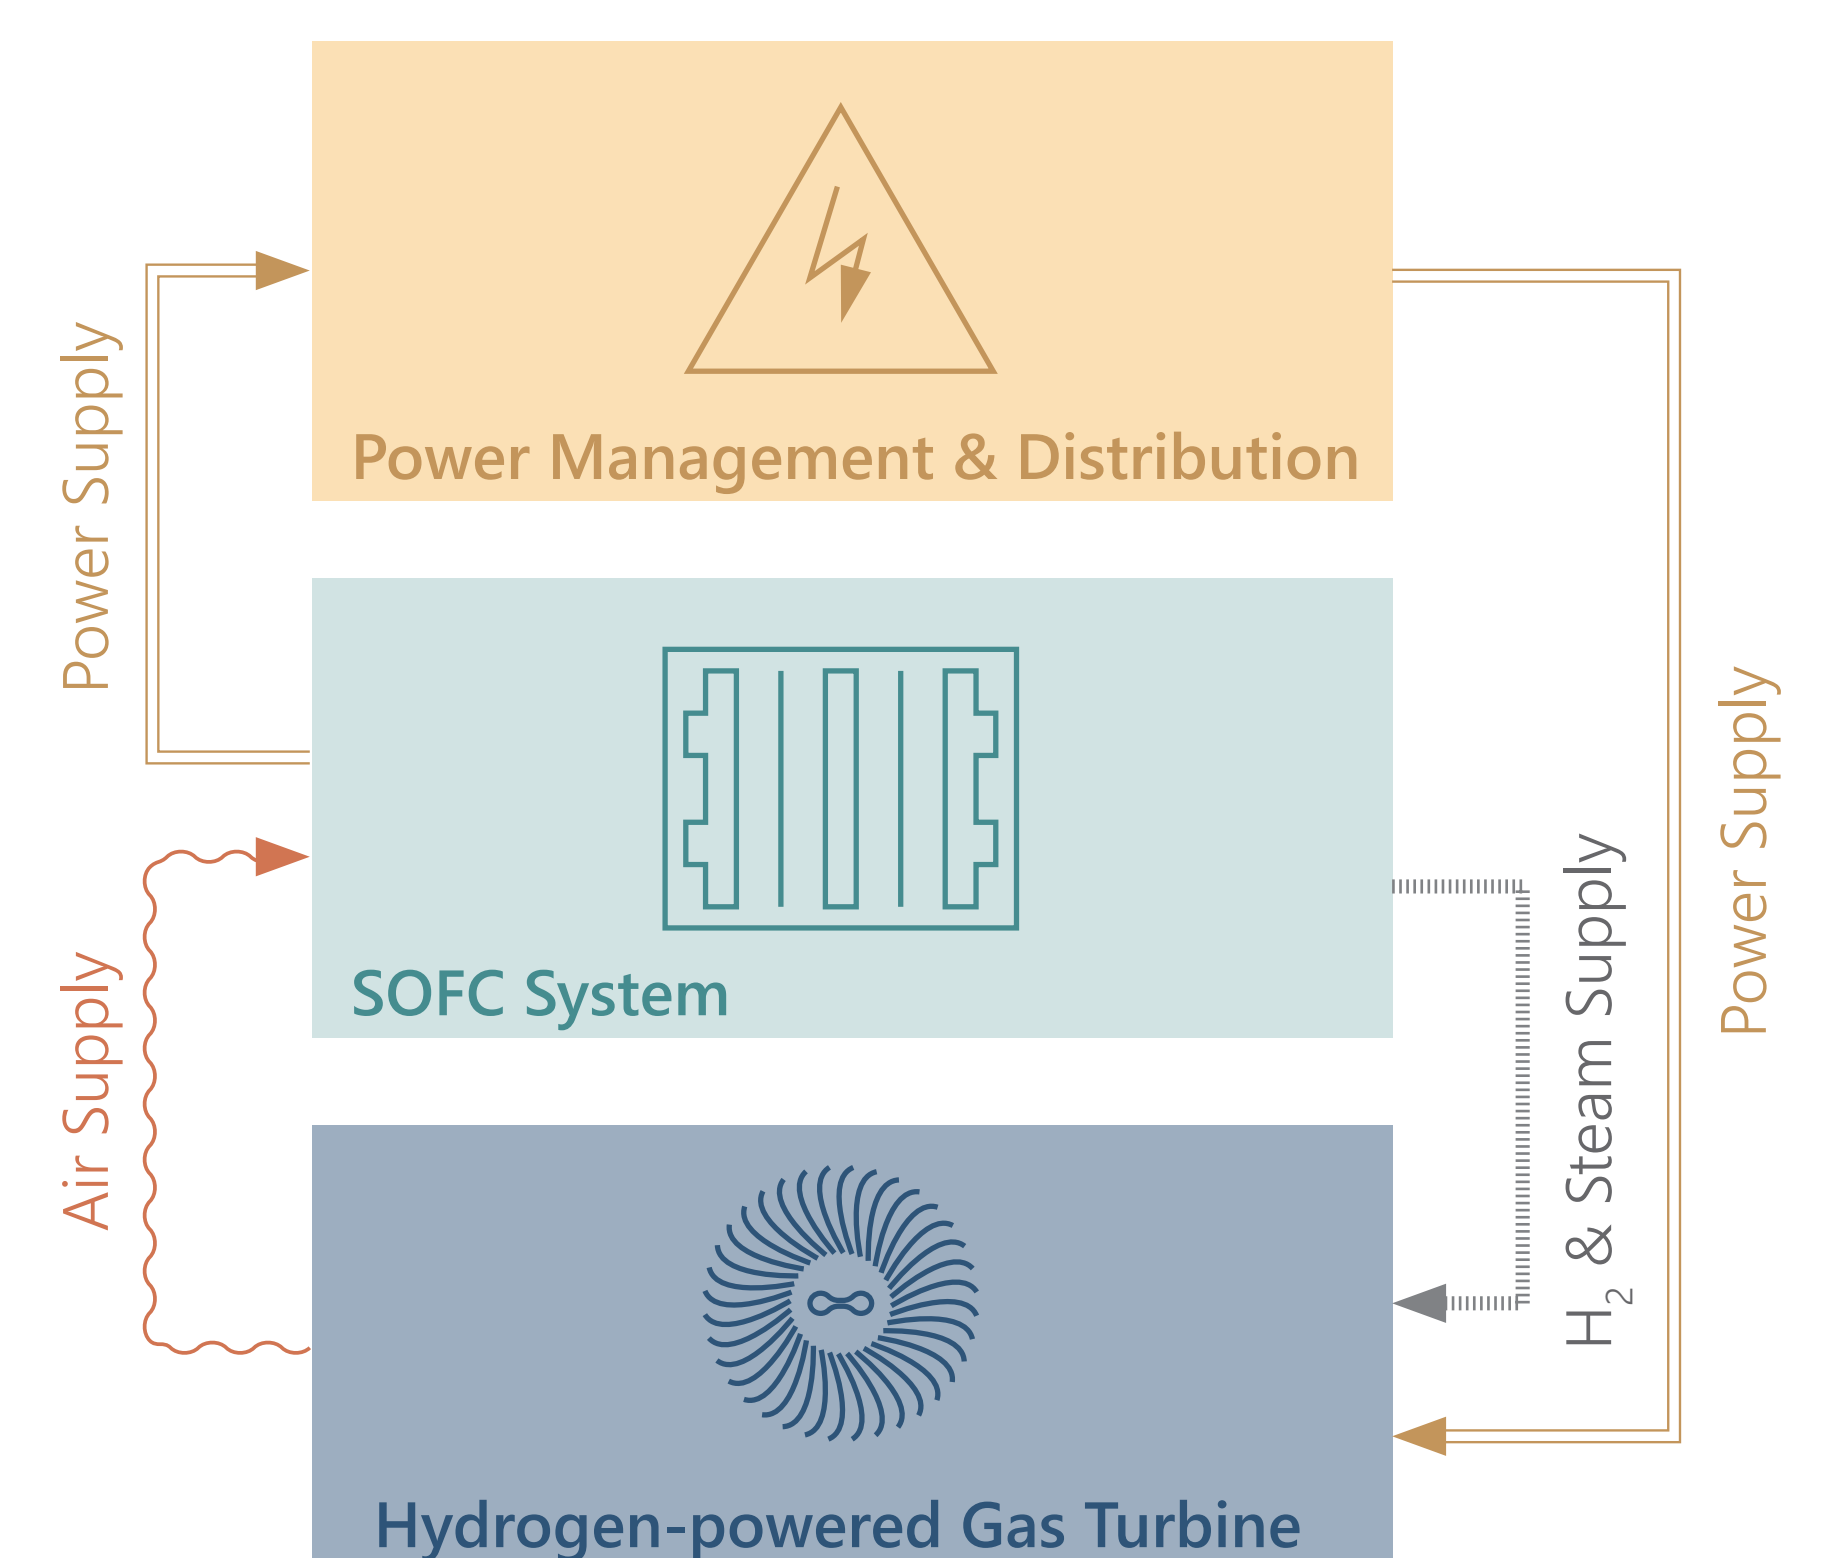 Power Management & Distribution
Power Supply
SOFC System
Air Supply
Power Supply
H₂ & Steam Supply
Hydrogen-powered Gas Turbine